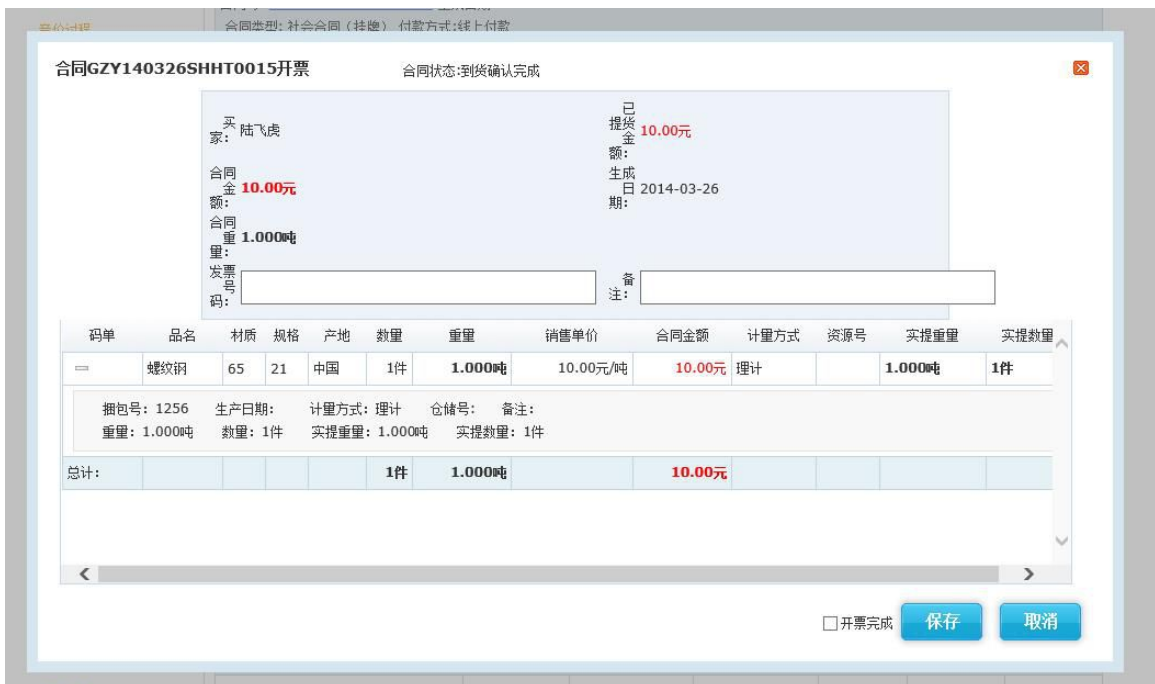 合同类型: 社会合同（挂牌） 付款方式:线上付款
合同GZY140326SHHT0015开票 合同状态:到货确认完成
买家: 陆飞虎 已提货金额: 10.00元
合同金额: 10.00元 生成日期: 2014-03-26
合同重量: 1.000吨
发票号码: 备注:
码单 品名 材质 规格 产地 数量 重量 销售单价 合同金额 计量方式 资源号 实提重量 实提数量
螺纹钢 65 21 中国 1件 1.000吨 10.00元/吨 10.00元 理计 1.000吨 1件
捆包号: 1256 生产日期: 计量方式: 理计 仓储号: 备注:
重量: 1.000吨 数量: 1件 实提重量: 1.000吨 实提数量: 1件
总计: 1件 1.000吨 10.00元
开票完成 保存 取消